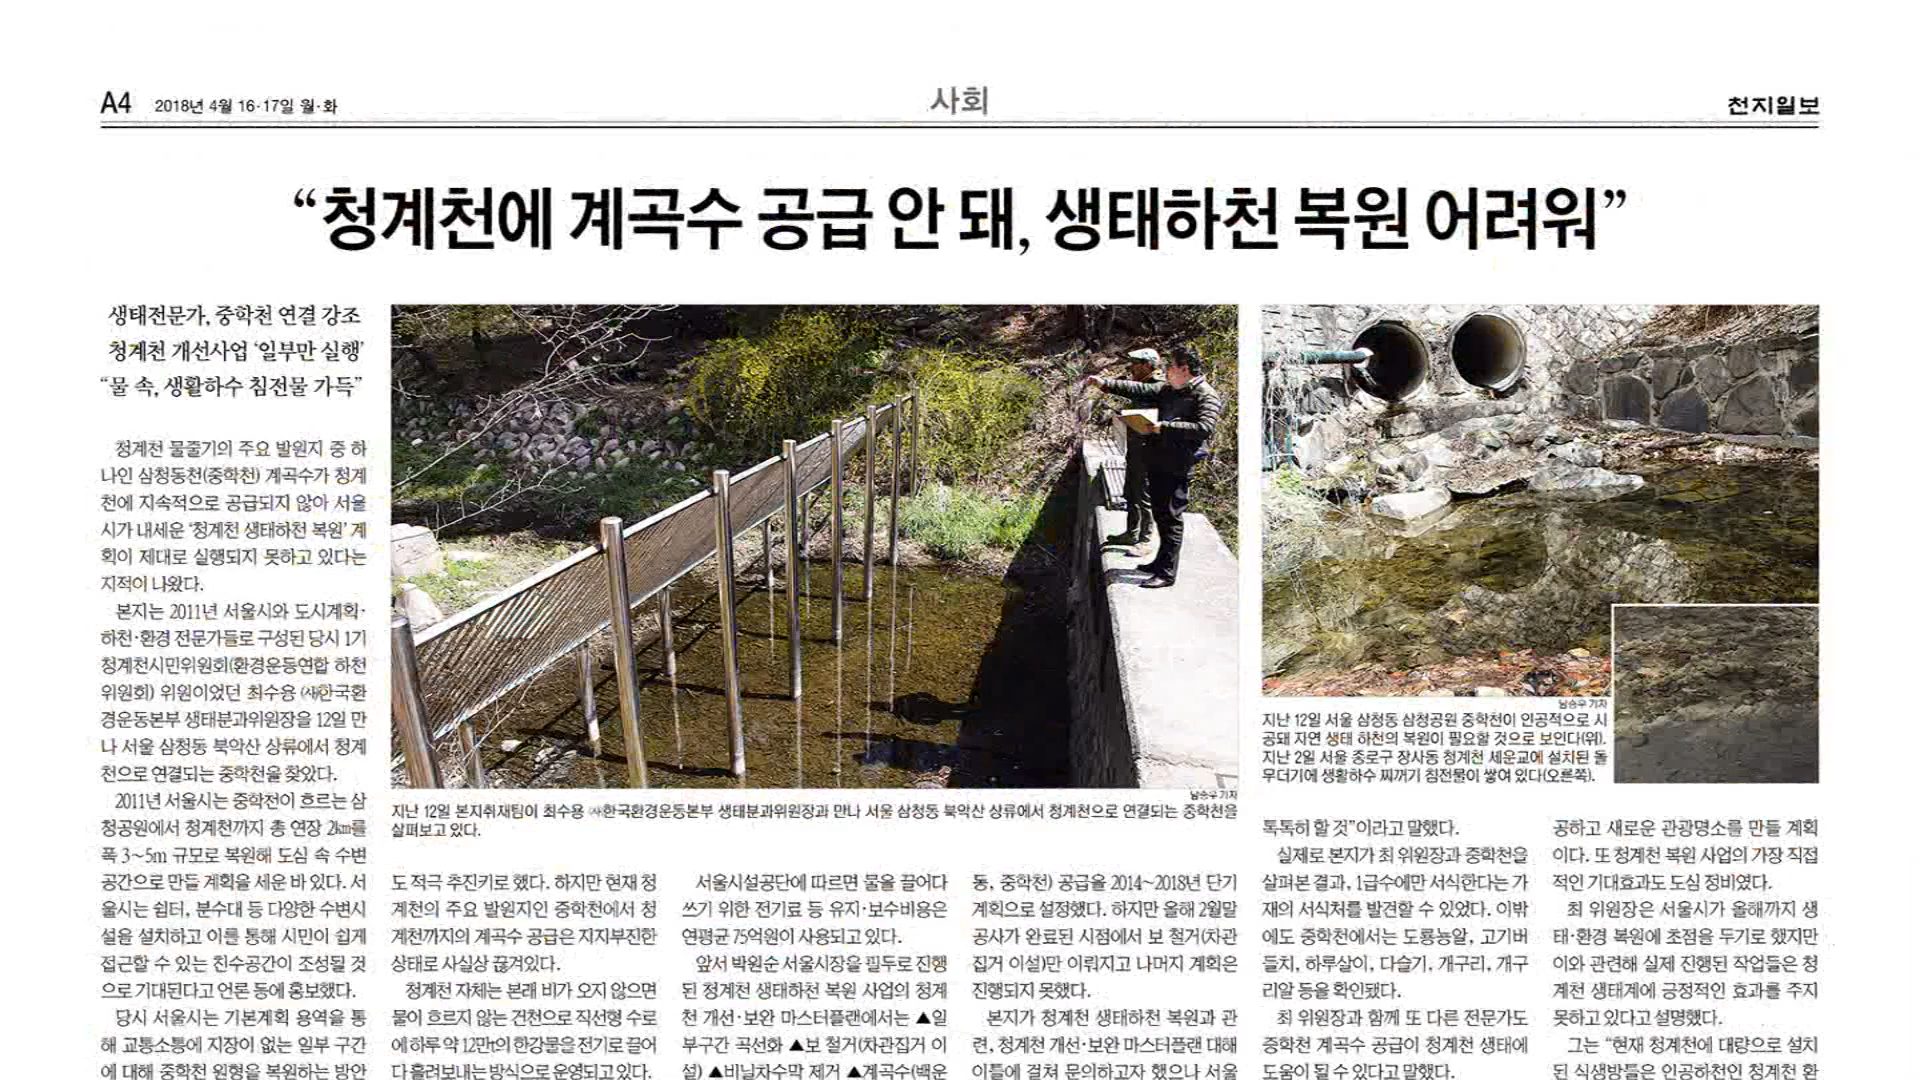 A4 2018년 4월 16·17일 월·화
사회
천지일보
“청계천에 계곡수 공급 안 돼, 생태하천 복원 어려워”
생태전문가, 중학천 연결 강조
청계천 개선사업 ‘일부만 실행’
“물 속, 생활하수 침전물 가득”
청계천 물줄기의 주요 발원지 중 하
나인 삼청동천(중학천) 계곡수가 청계
천에 지속적으로 공급되지 않아 서울
시가 내세운 ‘청계천 생태하천 복원’ 계
획이 제대로 실행되지 못하고 있다는
지적이 나왔다.
본지는 2011년 서울시와 도시계획·
하천·환경 전문가들로 구성된 당시 1기
청계천시민위원회(환경운동연합 하천
위원회) 위원이었던 최수용 ㈔한국환
경운동본부 생태분과위원장을 12일 만
나 서울 삼청동 북악산 상류에서 청계
천으로 연결되는 중학천을 찾았다.
2011년 서울시는 중학천이 흐르는 삼
청공원에서 청계천까지 총 연장 2㎞를
폭 3~5m 규모로 복원해 도심 속 수변
공간으로 만들 계획을 세운 바 있다. 서
울시는 쉼터, 분수대 등 다양한 수변시
설을 설치하고 이를 통해 시민이 쉽게
접근할 수 있는 친수공간이 조성될 것
으로 기대된다고 언론 등에 홍보했다.
당시 서울시는 기본계획 용역을 통
해 교통소통에 지장이 없는 일부 구간
에 대해 중학천 원형을 복원하는 방안
남승우 기자
지난 12일 본지취재팀이 최수용 ㈔한국환경운동본부 생태분과위원장과 만나 서울 삼청동 북악산 상류에서 청계천으로 연결되는 중학천을
살펴보고 있다.
도 적극 추진키로 했다. 하지만 현재 청
계천의 주요 발원지인 중학천에서 청
계천까지의 계곡수 공급은 지지부진한
상태로 사실상 끊겨있다.
청계천 자체는 본래 비가 오지 않으면
물이 흐르지 않는 건천으로 직선형 수로
에 하루 약 12만t의 한강물을 전기로 끌어
다 흘려보내는 방식으로 운영되고 있다.
서울시설공단에 따르면 물을 끌어다
쓰기 위한 전기료 등 유지·보수비용은
연평균 75억원이 사용되고 있다.
앞서 박원순 서울시장을 필두로 진행
된 청계천 생태하천 복원 사업의 청계
천 개선·보완 마스터플랜에서는 ▲일
부구간 곡선화 ▲보 철거(차관집거 이
설) ▲비닐차수막 제거 ▲계곡수(백운
동, 중학천) 공급을 2014~2018년 단기
계획으로 설정했다. 하지만 올해 2월말
공사가 완료된 시점에서 보 철거(차관
집거 이설)만 이뤄지고 나머지 계획은
진행되지 못했다.
본지가 청계천 생태하천 복원과 관
련, 청계천 개선·보완 마스터플랜 대해
이틀에 걸쳐 문의하고자 했으나 서울
남승우 기자
지난 12일 서울 삼청동 삼청공원 중학천이 인공적으로 시
공돼 자연 생태 하천의 복원이 필요할 것으로 보인다(위).
지난 2일 서울 종로구 장사동 청계천 세운교에 설치된 돌
무더기에 생활하수 찌꺼기 침전물이 쌓여 있다(오른쪽).
톡톡히 할 것”이라고 말했다.
실제로 본지가 최 위원장과 중학천을
살펴본 결과, 1급수에만 서식한다는 가
재의 서식처를 발견할 수 있었다. 이밖
에도 중학천에서는 도롱뇽알, 고기버
들치, 하루살이, 다슬기, 개구리, 개구
리알 등을 확인됐다.
최 위원장과 함께 또 다른 전문가도
중학천 계곡수 공급이 청계천 생태에
도움이 될 수 있다고 말했다.
공하고 새로운 관광명소를 만들 계획
이다. 또 청계천 복원 사업의 가장 직접
적인 기대효과도 도심 정비였다.
최 위원장은 서울시가 올해까지 생
태·환경 복원에 초점을 두기로 했지만
이와 관련해 실제 진행된 작업들은 청
계천 생태계에 긍정적인 효과를 주지
못하고 있다고 설명했다.
그는 “현재 청계천에 대량으로 설치
된 식생방틀은 인공하천인 청계천 환